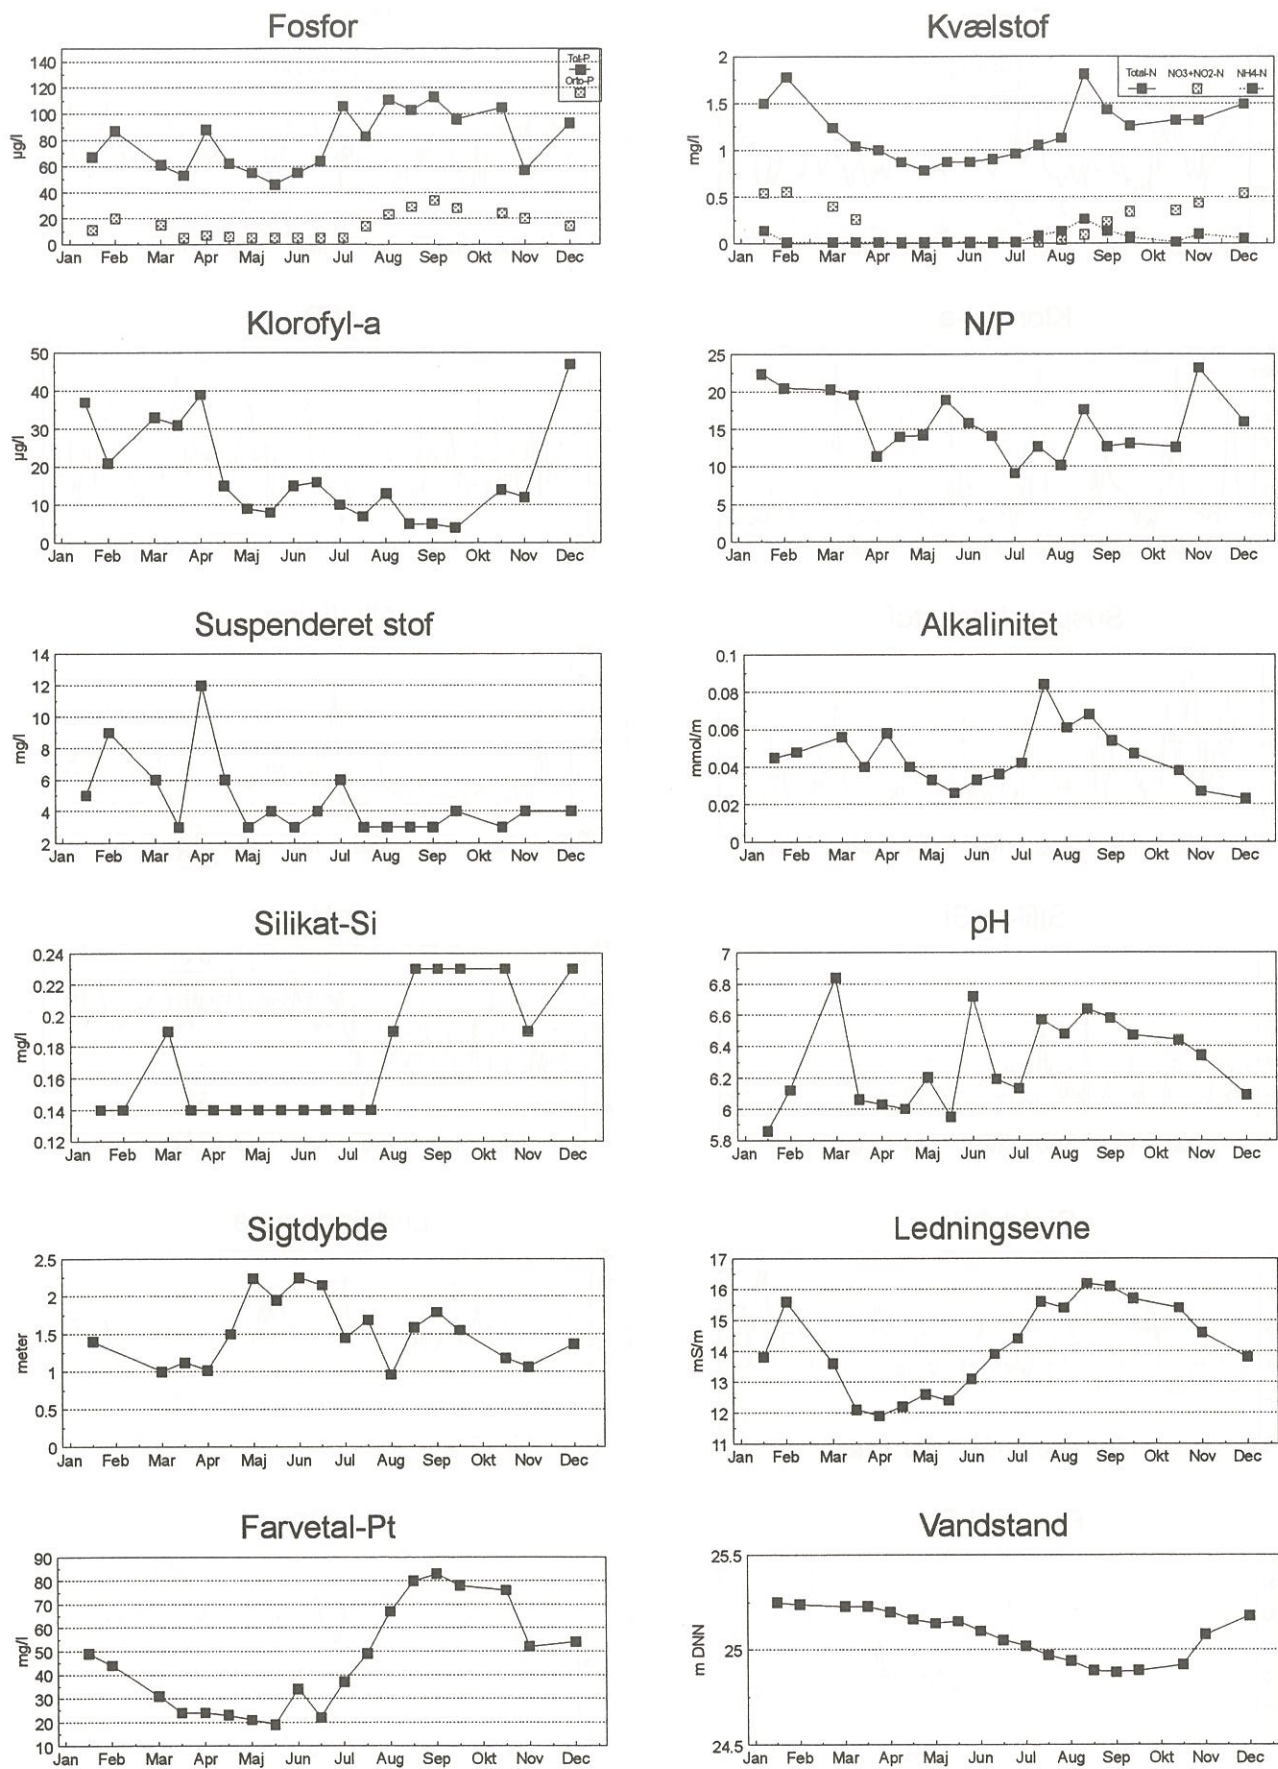 Fosfor
140
120
100
80
60
40
20
0
µg/l
Tot-P
Orto-P
Jan Feb Mar Apr Maj Jun Jul Aug Sep Okt Nov Dec
Kvælstof
2
1.5
1
0.5
0
mg/l
Total-N NO3+NO2-N NH4-N
Jan Feb Mar Apr Maj Jun Jul Aug Sep Okt Nov Dec
Klorofyl-a
50
40
30
20
10
0
µg/l
Jan Feb Mar Apr Maj Jun Jul Aug Sep Okt Nov Dec
N/P
25
20
15
10
5
0
Jan Feb Mar Apr Maj Jun Jul Aug Sep Okt Nov Dec
Suspenderet stof
14
12
10
8
6
4
2
mg/l
Jan Feb Mar Apr Maj Jun Jul Aug Sep Okt Nov Dec
Alkalinitet
0.1
0.08
0.06
0.04
0.02
0
mmol/m
Jan Feb Mar Apr Maj Jun Jul Aug Sep Okt Nov Dec
Silikat-Si
0.24
0.22
0.2
0.18
0.16
0.14
0.12
mg/l
Jan Feb Mar Apr Maj Jun Jul Aug Sep Okt Nov Dec
pH
7
6.8
6.6
6.4
6.2
6
5.8
Jan Feb Mar Apr Maj Jun Jul Aug Sep Okt Nov Dec
Sigtdybde
2.5
2
1.5
1
0.5
0
meter
Jan Feb Mar Apr Maj Jun Jul Aug Sep Okt Nov Dec
Ledningsevne
17
16
15
14
13
12
11
mS/m
Jan Feb Mar Apr Maj Jun Jul Aug Sep Okt Nov Dec
Farvetal-Pt
90
80
70
60
50
40
30
20
10
mg/l
Jan Feb Mar Apr Maj Jun Jul Aug Sep Okt Nov Dec
Vandstand
25.5
25
24.5
m DNN
Jan Feb Mar Apr Maj Jun Jul Aug Sep Okt Nov Dec